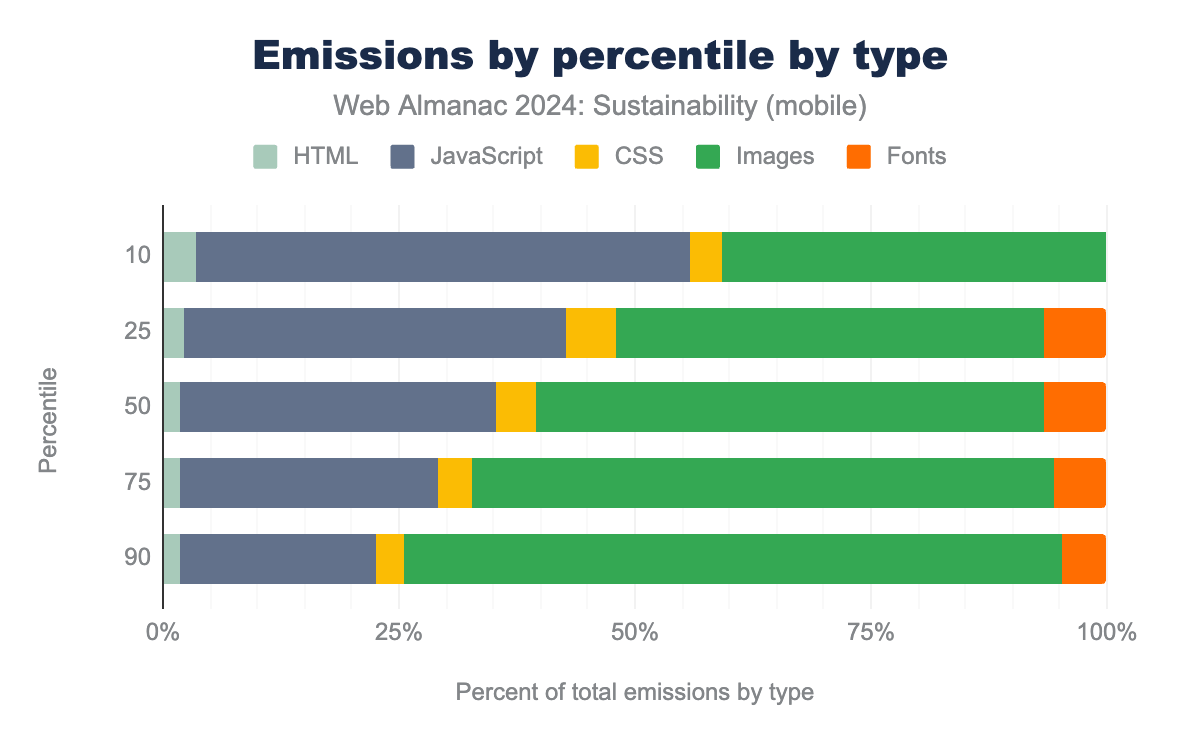 Emissions by percentile by type
Web Almanac 2024: Sustainability (mobile)
HTML JavaScript CSS Images Fonts
Percentile
10
25
50
75
90
0% 25% 50% 75% 100%
Percent of total emissions by type